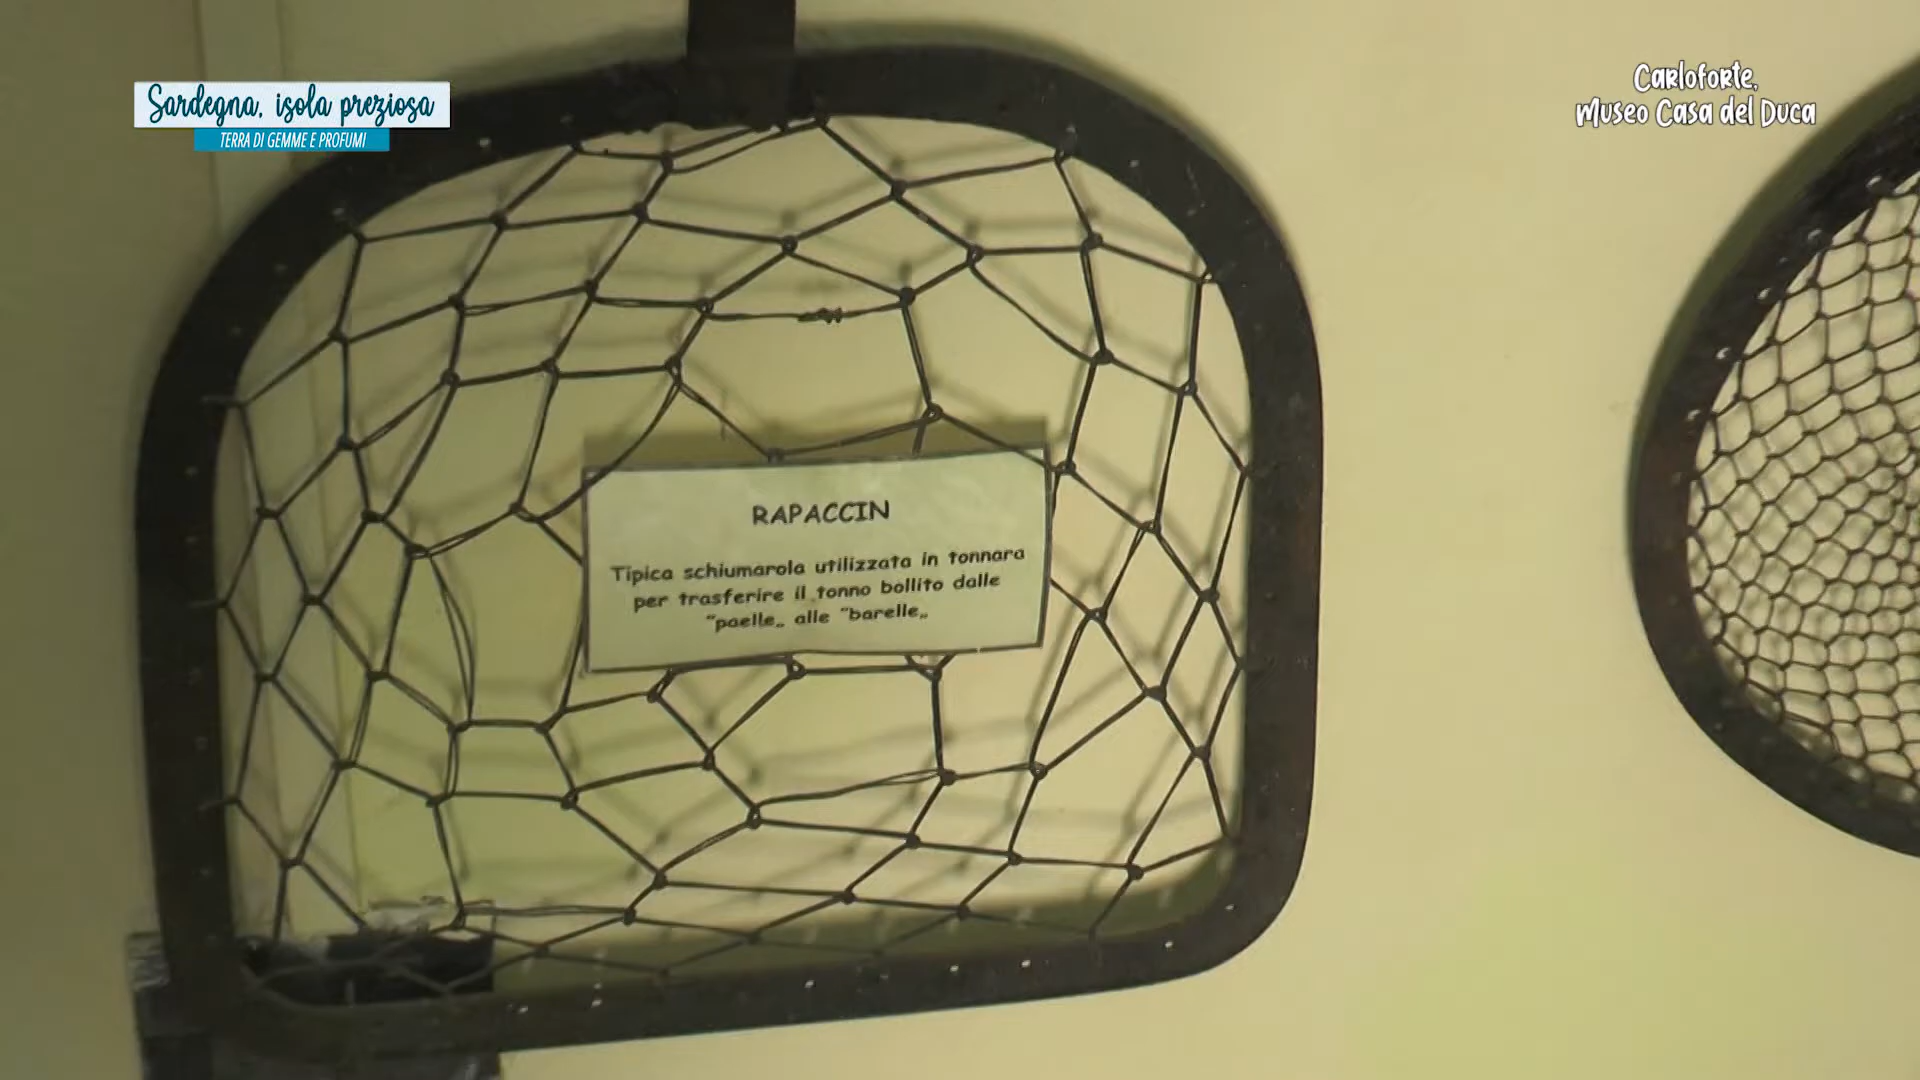 Sardegna, isola preziosa
TERRA DI GEMME E PROFUMI
Carloforte,
Museo Casa del Duca
RAPACCIN
Tipica schiumarola utilizzata in tonnara
per trasferire il tonno bollito dalle
"paelle„ alle "barelle„